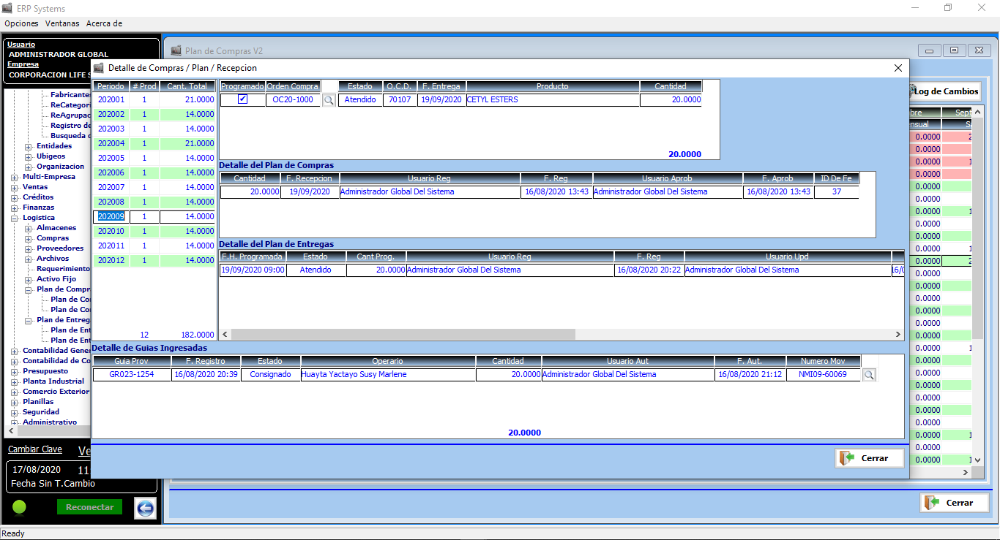 ERP Systems
Opciones Ventanas Acerca de
Usuario
ADMINISTRADOR GLOBAL
Empresa
CORPORACION LIFE
Fabricante
ReCategori
ReAgrupac
Registro de
Busqueda
Entidades
Ubigeos
Organizacion
Multi-Empresa
Ventas
Créditos
Finanzas
Logistica
Almacenes
Compras
Proveedores
Archivos
Requerimiento
Activo Fijo
Plan de Compr
Plan de Co
Plan de Co
Plan de Entreg
Plan de Ent
Plan de Ent
Contabilidad Gene
Contabilidad de Co
Presupuesto
Planta Industrial
Comercio Exterior
Planillas
Seguridad
Administrativo
Cambiar Clave Ve
17/08/2020 11
Fecha Sin T.Cambio
Reconectar
Ready
Plan de Compras V2
Detalle de Compras / Plan / Recepcion
Periodo # Prod Cant. Total
202001 1 21.0000
202002 1 14.0000
202003 1 14.0000
202004 1 21.0000
202005 1 14.0000
202006 1 14.0000
202007 1 14.0000
202008 1 14.0000
202009 1 14.0000
202010 1 14.0000
202011 1 14.0000
202012 1 14.0000
12 182.0000
Programado Orden Compra Estado O.C.D. F. Entrega Producto Cantidad
OC20-1000 Atendido 70107 19/09/2020 CETYL ESTERS 20.0000
20.0000
Detalle del Plan de Compras
Cantidad F. Recepcion Usuario Reg F. Reg Usuario Aprob F. Aprob ID De Fe
20.0000 19/09/2020 Administrador Global Del Sistema 16/08/2020 13:43 Administrador Global Del Sistema 16/08/2020 13:43 37
Detalle del Plan de Entregas
F.H. Programada Estado Cant Prog. Usuario Reg F. Reg Usuario Upd
19/09/2020 09:00 Atendido 20.0000 Administrador Global Del Sistema 16/08/2020 20:22 Administrador Global Del Sistema 16/0
Detalle de Guias Ingresadas
Guia Prov F. Registro Estado Operario Cantidad Usuario Aut F. Aut. Numero Mov
GR023-1254 16/08/2020 20:39 Consignado Huayta Yactayo Susy Marlene 20.0000 Administrador Global Del Sistema 16/08/2020 21:12 NMI09-60069
20.0000
Cerrar
Log de Cambios
bre Sept
nsual Sa
0.0000 2
0.0000
0.0000 1
0.0000
0.0000
0.0000
0.0000 1
0.0000
0.0000
0.0000 1
0.0000 2
0.0000
0.0000
0.0000
0.0000
0.0000
0.0000
0.0000 1
0.0000
0.0000
0.0000
0.0000
0.0000
0.0000
0.0000 1
0.0000
0.0000 1
Cerrar